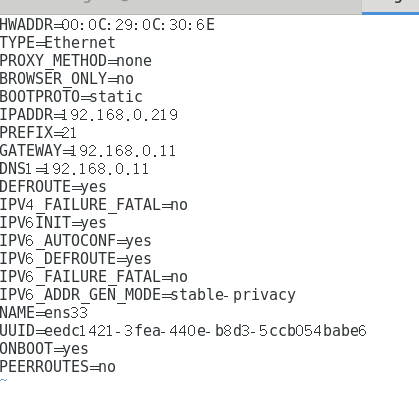 HWADDR=00:0C:29:0C:30:6E
TYPE=Ethernet
PROXY_METHOD=none
BROWSER_ONLY=no
BOOTPROTO=static
IPADDR=192.168.0.219
PREFIX=21
GATEWAY=192.168.0.11
DNS1=192.168.0.11
DEFROUTE=yes
IPV4_FAILURE_FATAL=no
IPV6INIT=yes
IPV6_AUTOCONF=yes
IPV6_DEFROUTE=yes
IPV6_FAILURE_FATAL=no
IPV6_ADDR_GEN_MODE=stable-privacy
NAME=ens33
UUID=eedc1421-3fea-440e-b8d3-5ccb054babe6
ONBOOT=yes
PEERROUTES=no
~